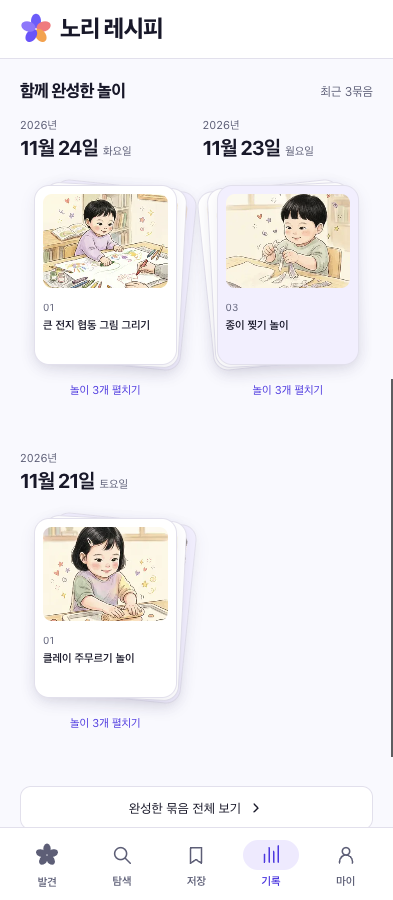 노리 레시피
함께 완성한 놀이
최근 3묶음
2026년
11월 24일 화요일
2026년
11월 23일 월요일
01
큰 전지 협동 그림 그리기
03
종이 찢기 놀이
놀이 3개 펼치기
놀이 3개 펼치기
2026년
11월 21일 토요일
01
클레이 주무르기 놀이
놀이 3개 펼치기
완성한 묶음 전체 보기
발견
탐색
저장
기록
마이